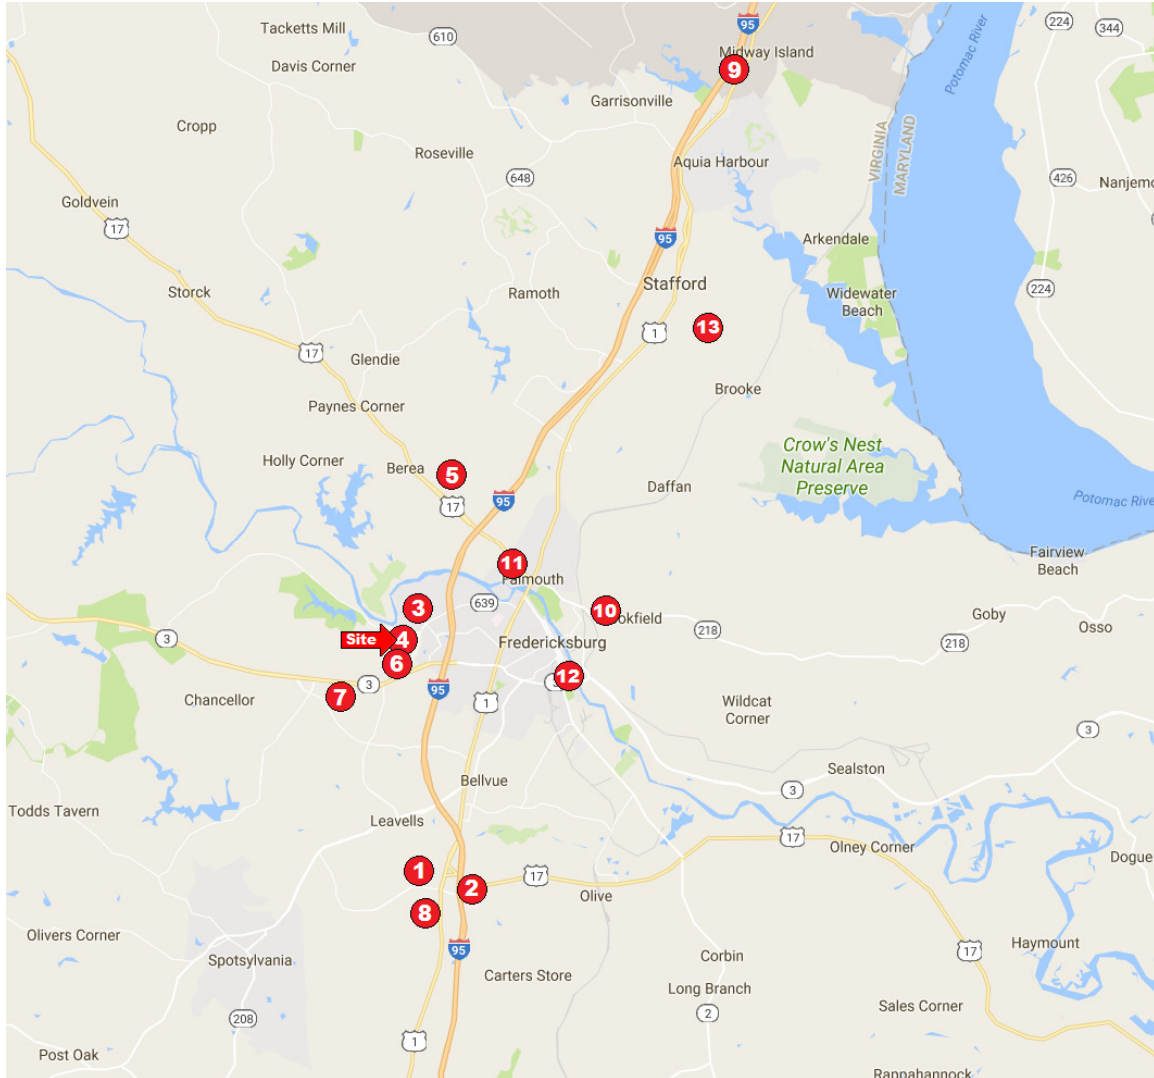 Tacketts Mill
95
Potomac River
224
344
610
Midway Island
Davis Corner
9
Garrisonville
Cropp
VIRGINIA
MARYLAND
Roseville
Aquia Harbour
648
426
Nanjemo
Goldvein
17
95
Arkendale
Stafford
224
Storck
Ramoth
Widewater
Beach
13
1
17
Glendie
Brooke
Paynes Corner
Crow's Nest
Natural Area
Preserve
Holly Corner
Berea
5
Daffan
95
17
Potomac River
11
Falmouth
Fairview
Beach
3
639
10
okfield
Goby
218
Osso
3
Site
4
Fredericksburg
218
6
12
3
3
95
7
Chancellor
1
Wildcat
Corner
3
Sealston
Bellvue
3
Todds Tavern
Leavells
17
Olney Corner
Dogue
1
2
17
Olive
8
Olivers Corner
95
Haymount
17
Spotsylvania
Corbin
Carters Store
Long Branch
Sales Corner
208
2
1
Post Oak
Rappahannock